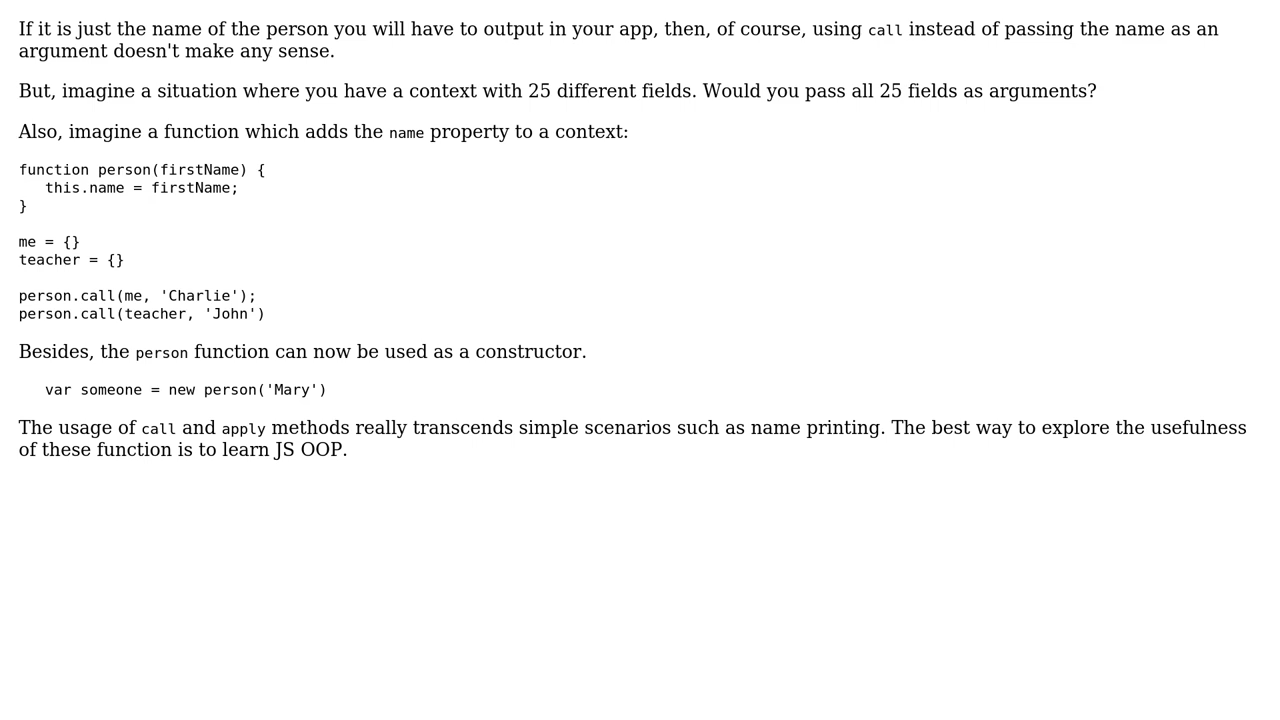 If it is just the name of the person you will have to output in your app, then, of course, using call instead of passing the name as an
argument doesn't make any sense.
But, imagine a situation where you have a context with 25 different fields. Would you pass all 25 fields as arguments?
Also, imagine a function which adds the name property to a context:
function person(firstName) {
   this.name = firstName;
}
me = {}
teacher = {}
person.call(me, 'Charlie');
person.call(teacher, 'John')
Besides, the person function can now be used as a constructor.
   var someone = new person('Mary')
The usage of call and apply methods really transcends simple scenarios such as name printing. The best way to explore the usefulness
of these function is to learn JS OOP.